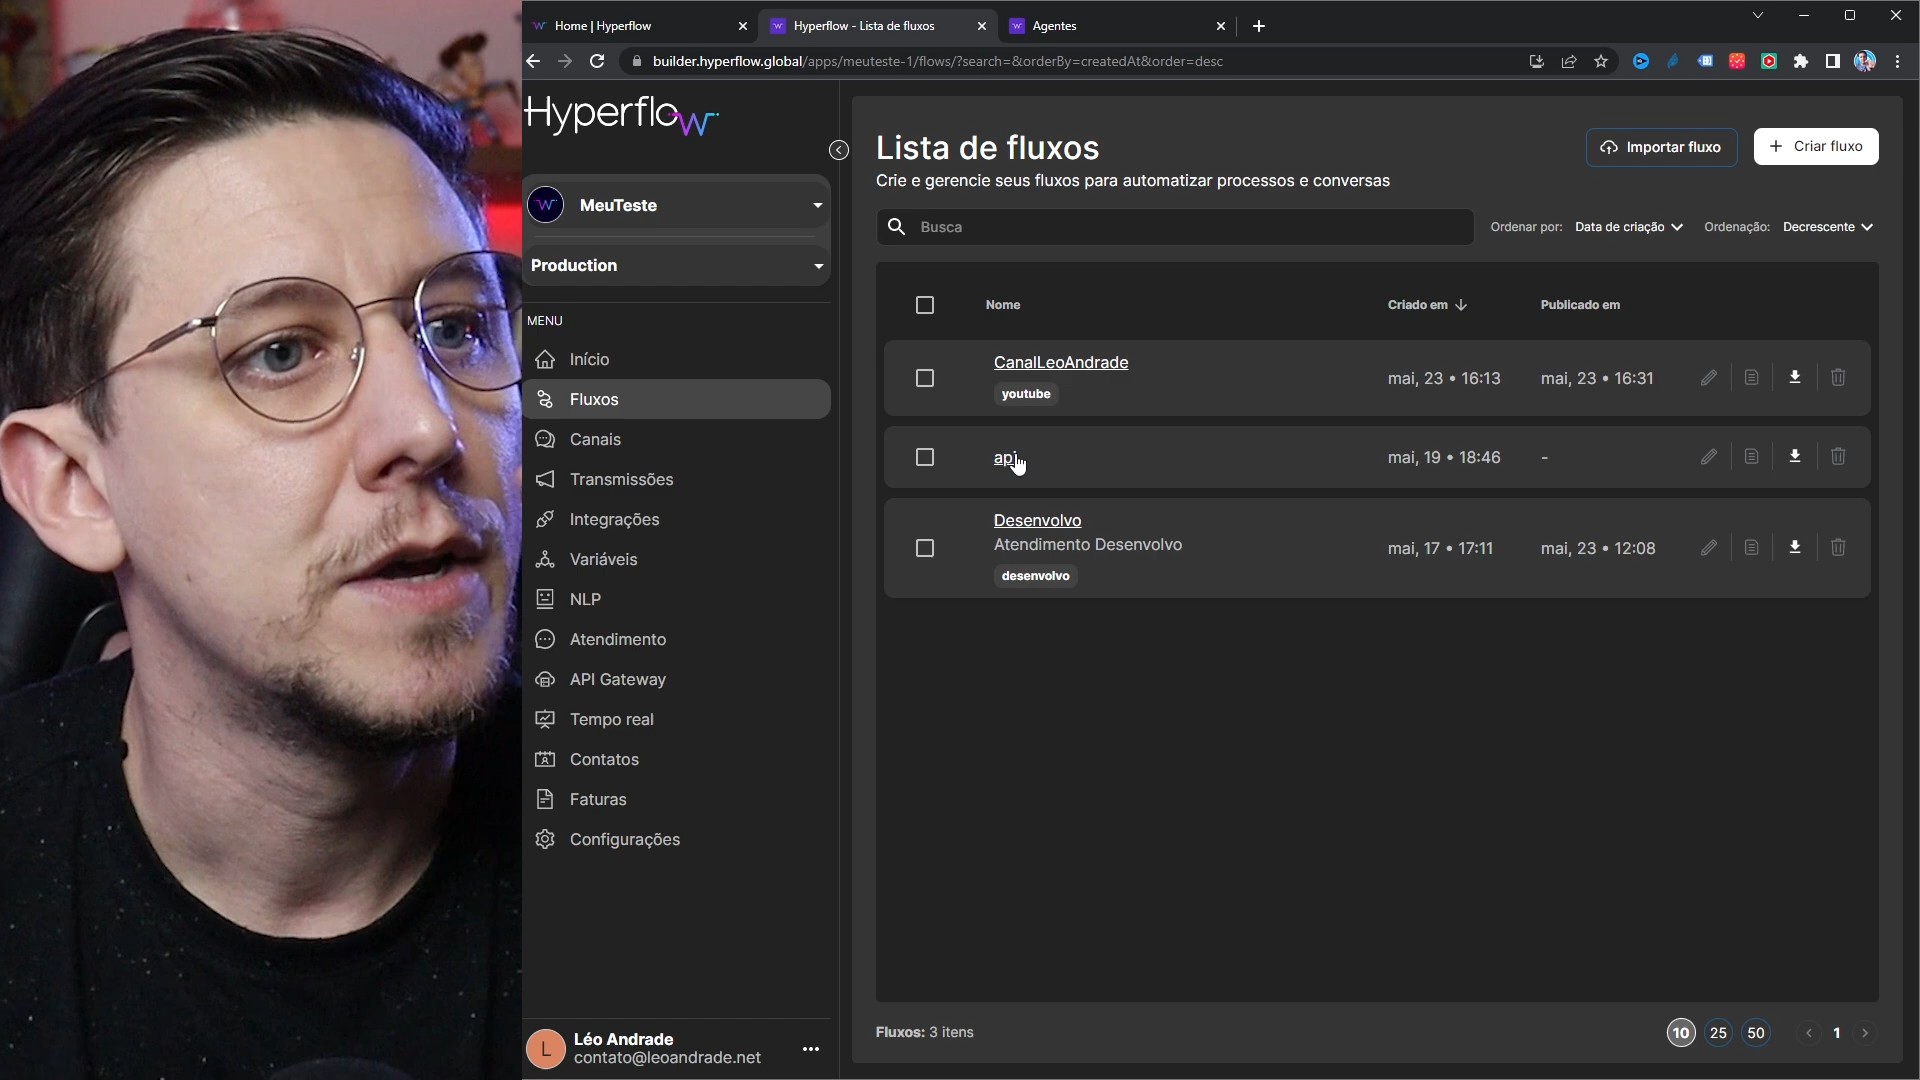 Home | Hyperflow
Hyperflow - Lista de fluxos
Agentes
builder.hyperflow.global/apps/meuteste-1/flows/?search=&orderBy=createdAt&order=desc
Hyperflow
MeuTeste
Production
MENU
Início
Fluxos
Canais
Transmissões
Integrações
Variáveis
NLP
Atendimento
API Gateway
Tempo real
Contatos
Faturas
Configurações
L
Léo Andrade
contato@leoandrade.net
Lista de fluxos
Crie e gerencie seus fluxos para automatizar processos e conversas
Importar fluxo
Criar fluxo
Busca
Ordenar por: Data de criação
Ordenação: Decrescente
Nome Criado em Publicado em
CanalLeoAndrade
youtube
mai, 23 • 16:13 mai, 23 • 16:31
api mai, 19 • 18:46 -
Desenvolvo
Atendimento Desenvolvo
desenvolvo
mai, 17 • 17:11 mai, 23 • 12:08
Fluxos: 3 itens
10 25 50 1